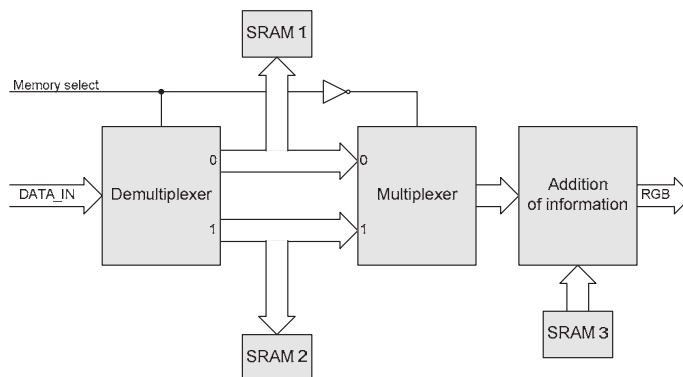 SRAM 1
Memory select
0
0
DATA_IN
Demultiplexer
Multiplexer
Addition
of information
RGB
1
1
SRAM 2
SRAM 3